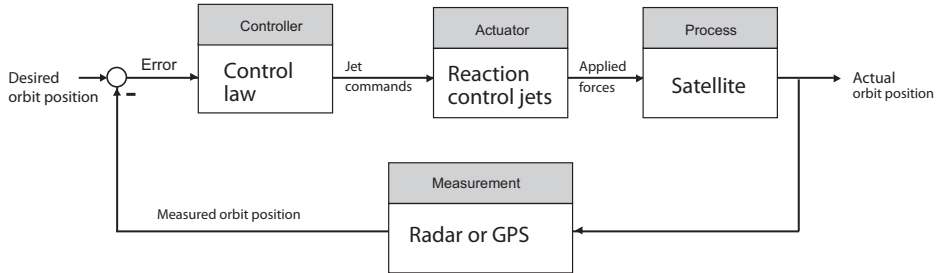 Controller
Actuator
Process
Desired
orbit position
Error
Control
law
Jet
commands
Reaction
control jets
Applied
forces
Satellite
Actual
orbit position
Measurement
Measured orbit position
Radar or GPS